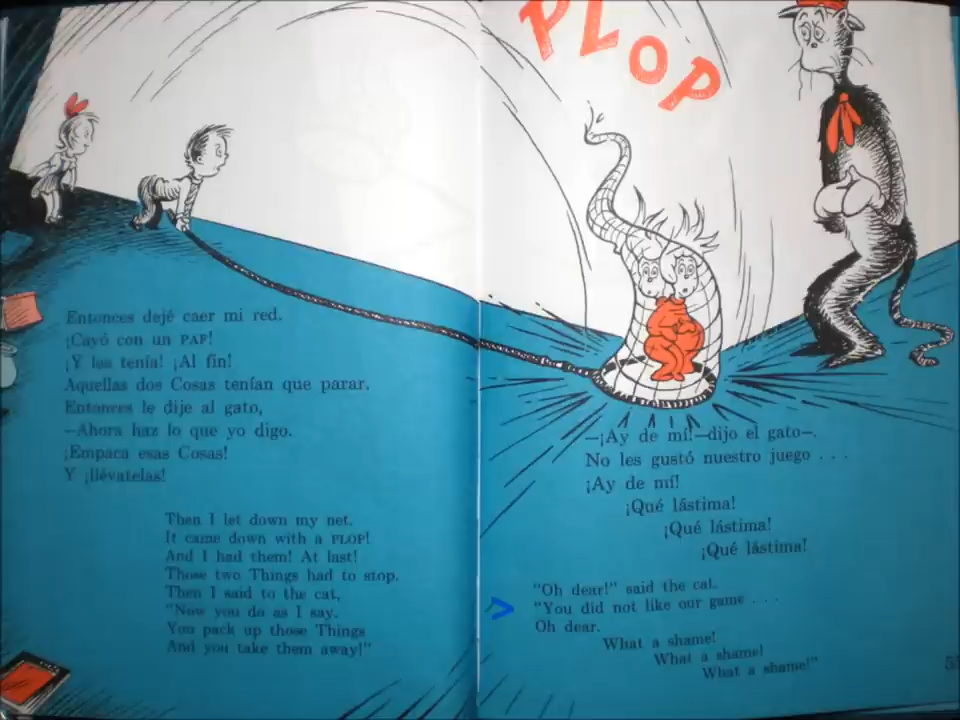 PLOP
Entonces dejé caer mi red.
¡Cayó con un PAF!
¡Y las tenía! ¡Al fin!
Aquellas dos Cosas tenían que parar.
Entonces le dije al gato,
—Ahora haz lo que yo digo.
¡Empaca esas Cosas!
Y ¡llévatelas!
Then I let down my net.
It came down with a PLOP!
And I had them! At last!
Those two Things had to stop.
Then I said to the cat,
"Now you do as I say.
You pack up those Things
And you take them away!"
—¡Ay de mí!—dijo el gato—.
No les gustó nuestro juego . . .
¡Ay de mí!
¡Qué lástima!
¡Qué lástima!
¡Qué lástima!
"Oh dear!" said the cat.
"You did not like our game . . .
Oh dear.
What a shame!
What a shame!
What a shame!"